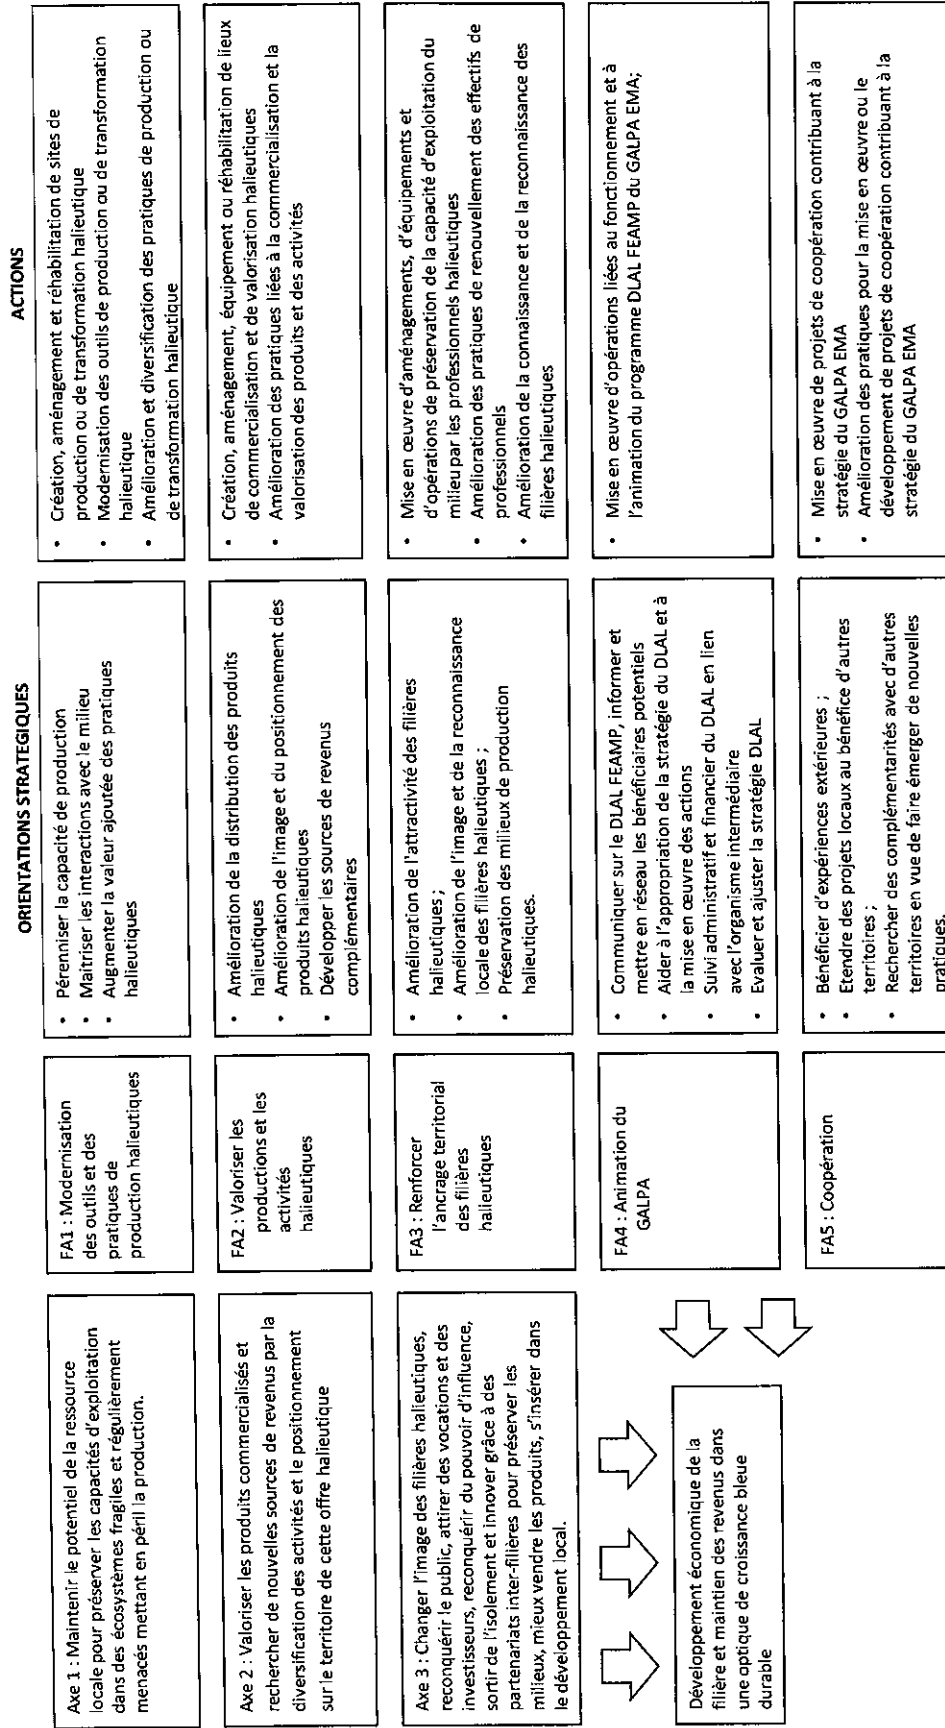 ORIENTATIONS STRATEGIQUES
ACTIONS
Axe 1 : Maintenir le potentiel de la ressource
locale pour préserver les capacités d'exploitation
dans des écosystèmes fragiles et régulièrement
menacés mettant en péril la production.
FA1 : Modernisation
des outils et des
pratiques de
production halieutiques
• Pérenniser la capacité de production
• Maitriser les interactions avec le milieu
• Augmenter la valeur ajoutée des pratiques
halieutiques
• Création, aménagement et réhabilitation de sites de
production ou de transformation halieutique
• Modernisation des outils de production ou de transformation
halieutique
• Amélioration et diversification des pratiques de production ou
de transformation halieutique
Axe 2 : Valoriser les produits commercialisés et
rechercher de nouvelles sources de revenus par la
diversification des activités et le positionnement
sur le territoire de cette offre halieutique
FA2 : Valoriser les
productions et les
activités
halieutiques
• Amélioration de la distribution des produits
halieutiques
• Amélioration de l'image et du positionnement des
produits halieutiques
• Développer les sources de revenus
complémentaires
• Création, aménagement, équipement ou réhabilitation de lieux
de commercialisation et de valorisation halieutiques
• Amélioration des pratiques liées à la commercialisation et la
valorisation des produits et des activités
Axe 3 : Changer l'image des filières halieutiques,
reconquérir le public, attirer des vocations et des
investisseurs, reconquérir du pouvoir d'influence,
sortir de l'isolement et innover grâce à des
partenariats inter-filières pour préserver les
milieux, mieux vendre les produits, s'insérer dans
le développement local.
FA3 : Renforcer
l'ancrage territorial
des filières
halieutiques
• Amélioration de l'attractivité des filières
halieutiques ;
• Amélioration de l'image et de la reconnaissance
locale des filières halieutiques ;
• Préservation des milieux de production
halieutiques.
• Mise en œuvre d'aménagements, d'équipements et
d'opérations de préservation de la capacité d'exploitation du
milieu par les professionnels halieutiques
• Amélioration des pratiques de renouvellement des effectifs de
professionnels
• Amélioration de la connaissance et de la reconnaissance des
filières halieutiques
Développement économique de la
filière et maintien des revenus dans
une optique de croissance bleue
durable
FA4 : Animation du
GALPA
• Communiquer sur le DLAL FEAMP, informer et
mettre en réseau les bénéficiaires potentiels
• Aider à l'appropriation de la stratégie du DLAL et à
la mise en œuvre des actions
• Suivi administratif et financier du DLAL en lien
avec l'organisme intermédiaire
• Evaluer et ajuster la stratégie DLAL
• Mise en œuvre d'opérations liées au fonctionnement et à
l'animation du programme DLAL FEAMP du GALPA EMA;
FA5 : Coopération
• Bénéficier d'expériences extérieures ;
• Etendre des projets locaux au bénéfice d'autres
territoires ;
• Rechercher des complémentarités avec d'autres
territoires en vue de faire émerger de nouvelles
pratiques.
• Mise en œuvre de projets de coopération contribuant à la
stratégie du GALPA EMA
• Amélioration des pratiques pour la mise en œuvre ou le
développement de projets de coopération contribuant à la
stratégie du GALPA EMA